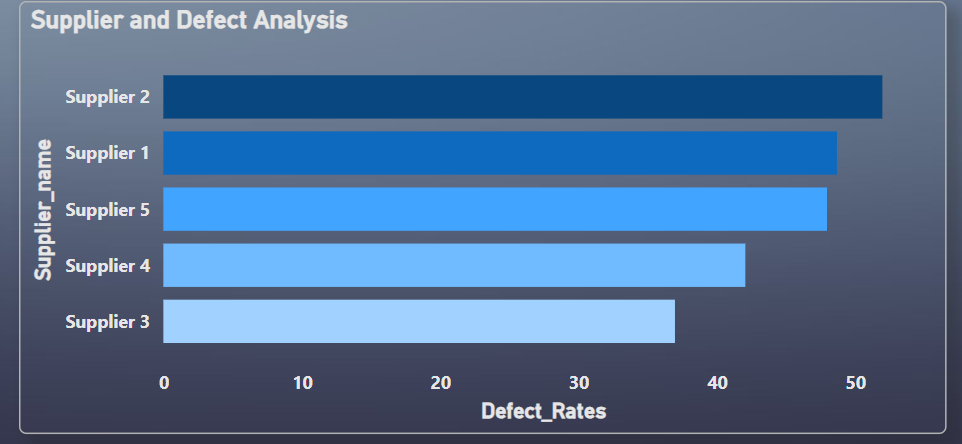 Supplier and Defect Analysis
Supplier_name
Supplier 2
Supplier 1
Supplier 5
Supplier 4
Supplier 3
0 10 20 30 40 50
Defect_Rates